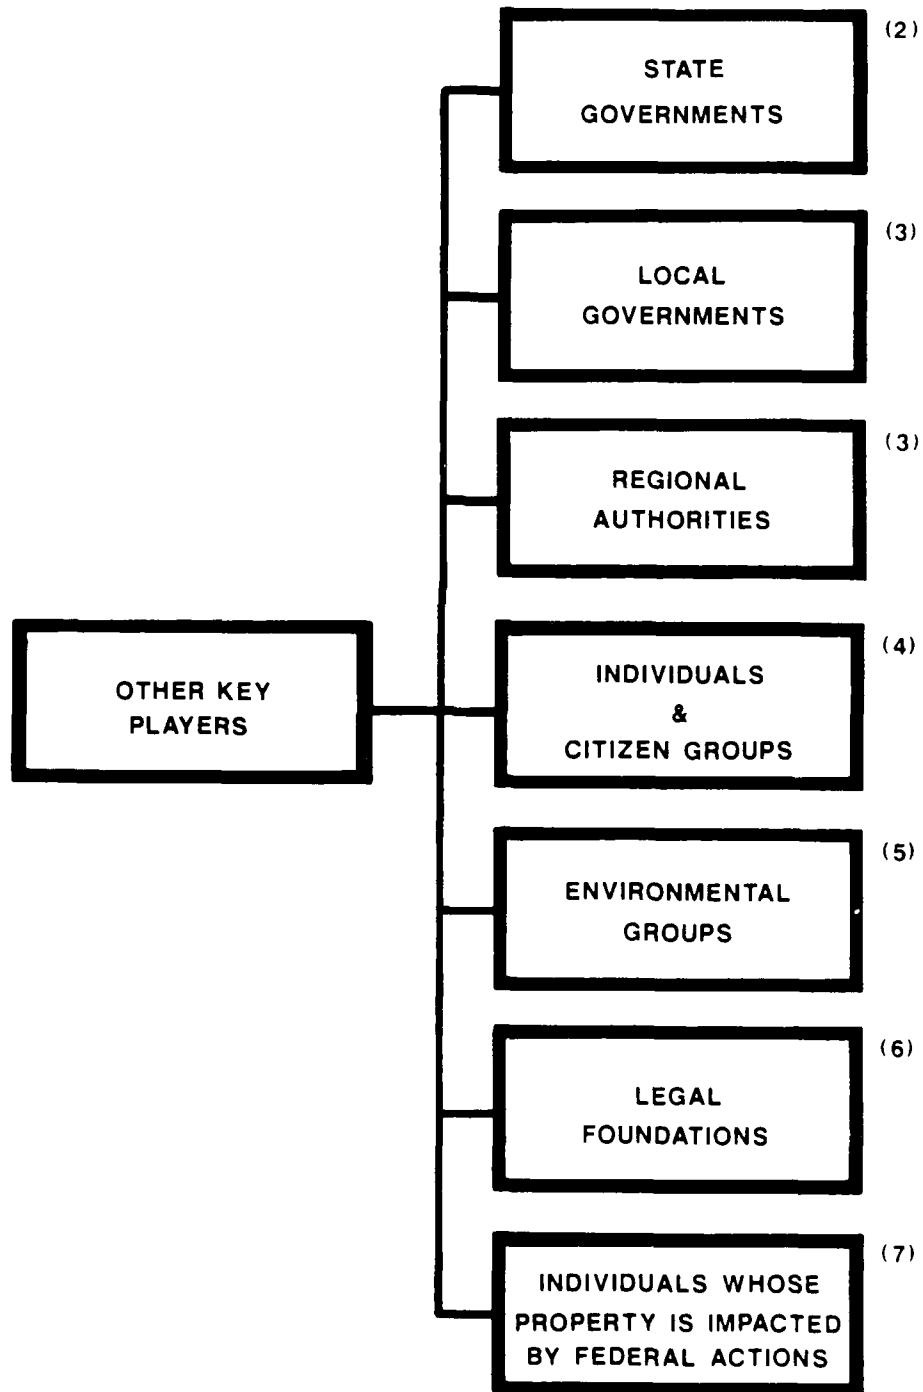 (2)
STATE
GOVERNMENTS
(3)
LOCAL
GOVERNMENTS
(3)
REGIONAL
AUTHORITIES
OTHER KEY
PLAYERS
(4)
INDIVIDUALS
&
CITIZEN GROUPS
(5)
ENVIRONMENTAL
GROUPS
(6)
LEGAL
FOUNDATIONS
(7)
INDIVIDUALS WHOSE
PROPERTY IS IMPACTED
BY FEDERAL ACTIONS